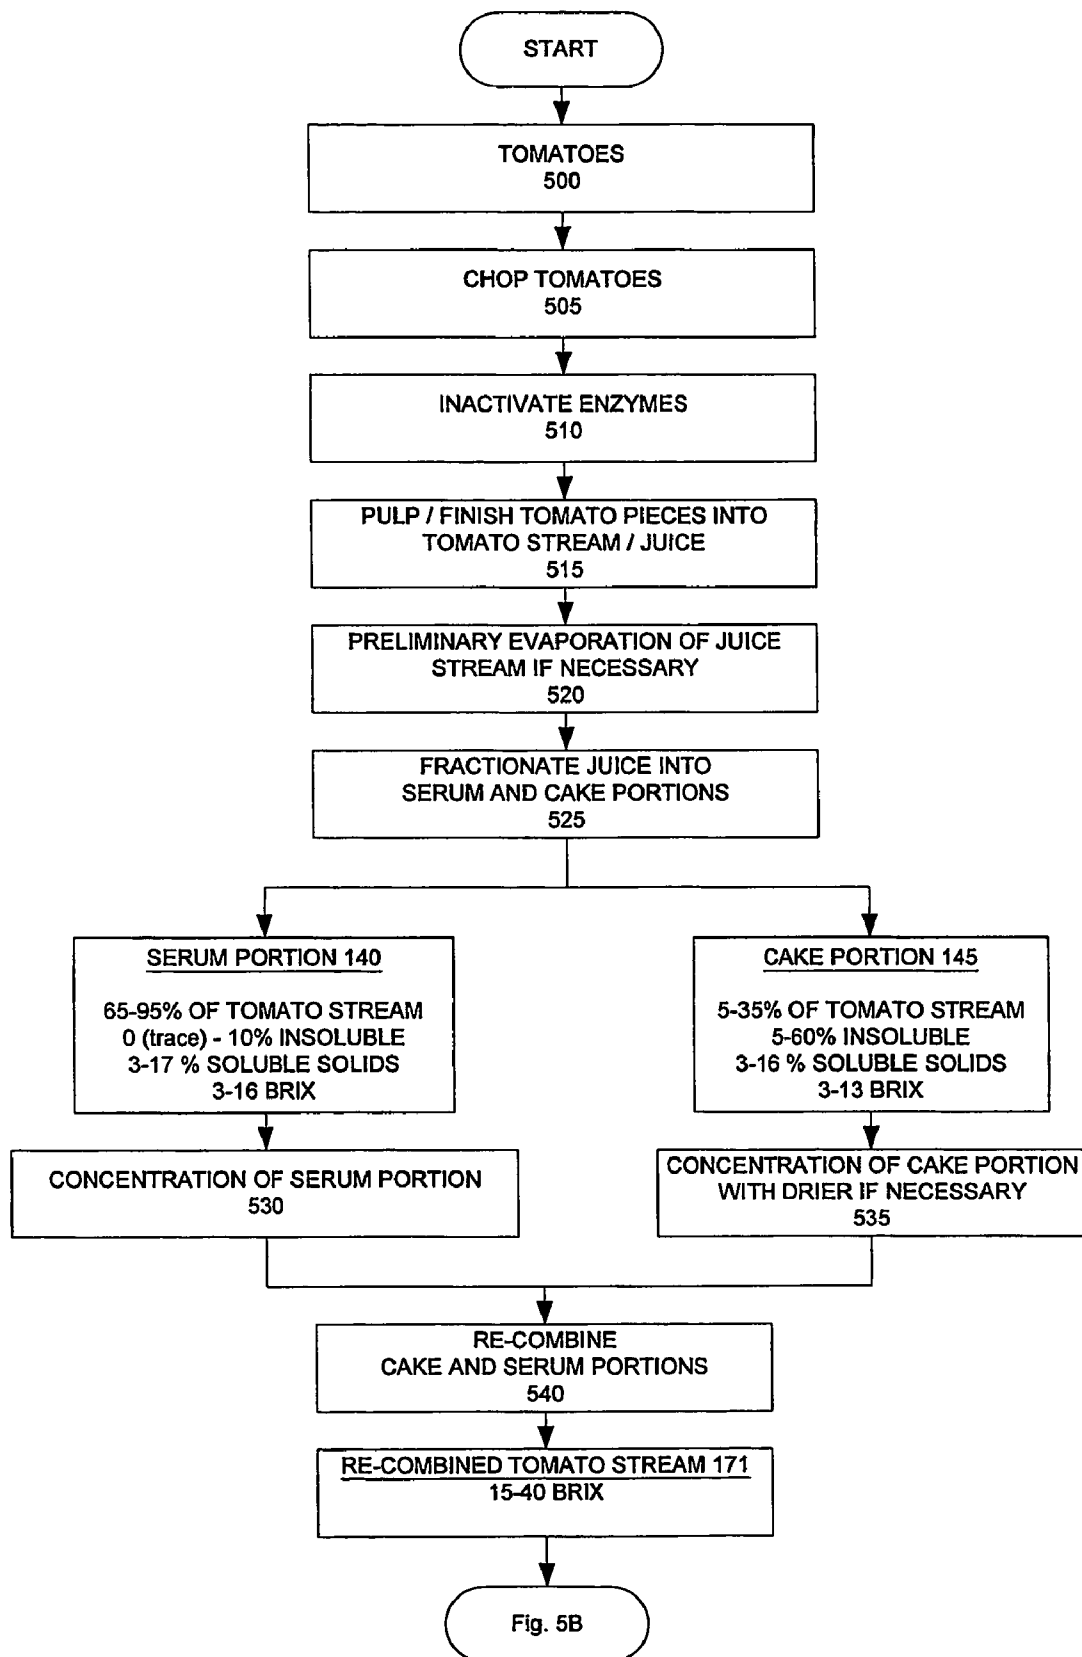 START
TOMATOES
500
CHOP TOMATOES
505
INACTIVATE ENZYMES
510
PULP / FINISH TOMATO PIECES INTO
TOMATO STREAM / JUICE
515
PRELIMINARY EVAPORATION OF JUICE
STREAM IF NECESSARY
520
FRACTIONATE JUICE INTO
SERUM AND CAKE PORTIONS
525
SERUM PORTION 140
65-95% OF TOMATO STREAM
0 (trace) - 10% INSOLUBLE
3-17 % SOLUBLE SOLIDS
3-16 BRIX
CAKE PORTION 145
5-35% OF TOMATO STREAM
5-60% INSOLUBLE
3-16 % SOLUBLE SOLIDS
3-13 BRIX
CONCENTRATION OF SERUM PORTION
530
CONCENTRATION OF CAKE PORTION
WITH DRIER IF NECESSARY
535
RE-COMBINE
CAKE AND SERUM PORTIONS
540
RE-COMBINED TOMATO STREAM 171
15-40 BRIX
Fig. 5B